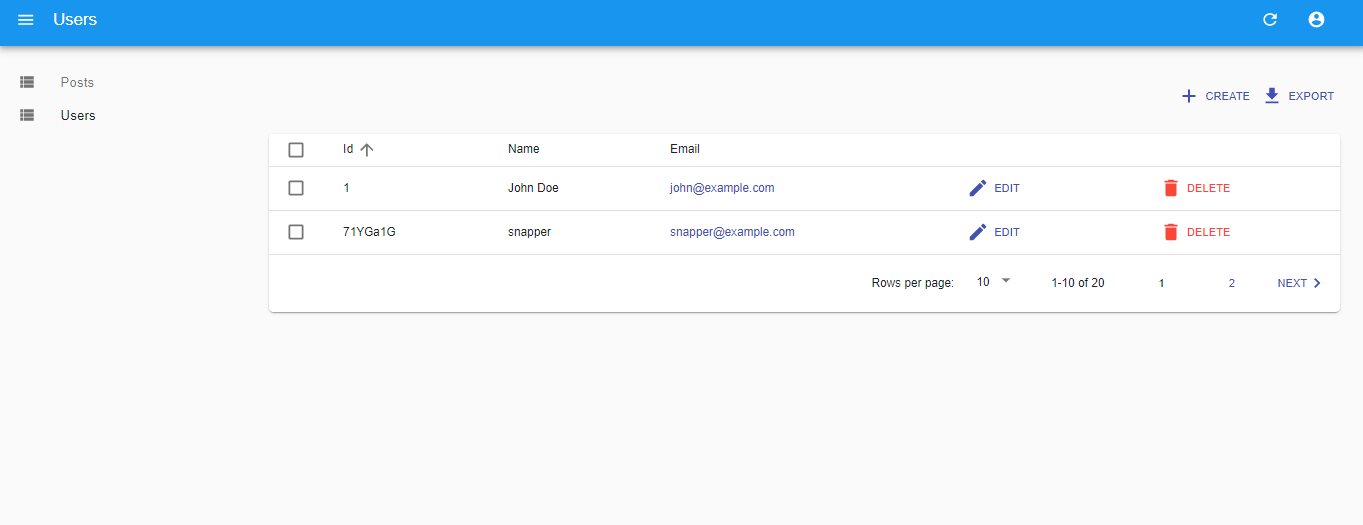 Users
Posts
Users
CREATE EXPORT
Id Name Email
1 John Doe john@example.com EDIT DELETE
71YGa1G snapper snapper@example.com EDIT DELETE
Rows per page: 10 1-10 of 20 1 2 NEXT